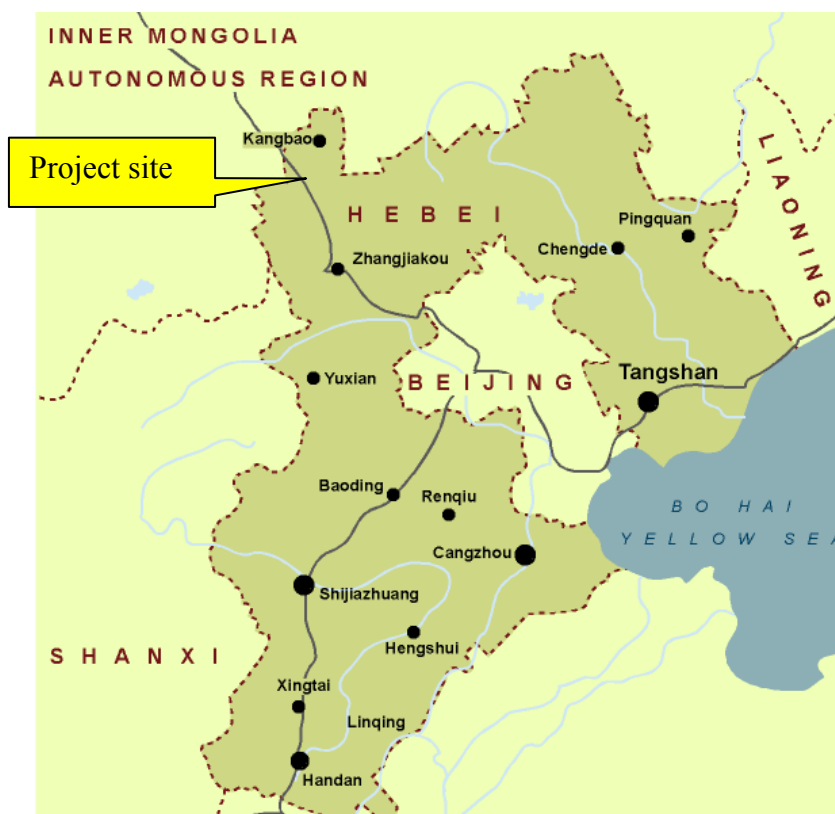 INNER MONGOLIA
AUTONOMOUS REGION
Kangbao
Project site
LIAONING
HEBEI
Pingquan
Chengde
Zhangjiakou
Yuxian
BEIJING
Tangshan
Baoding
Renqiu
BO HAI
YELLOW SEA
Cangzhou
Shijiazhuang
Hengshui
SHANXI
Xingtai
Linqing
Handan